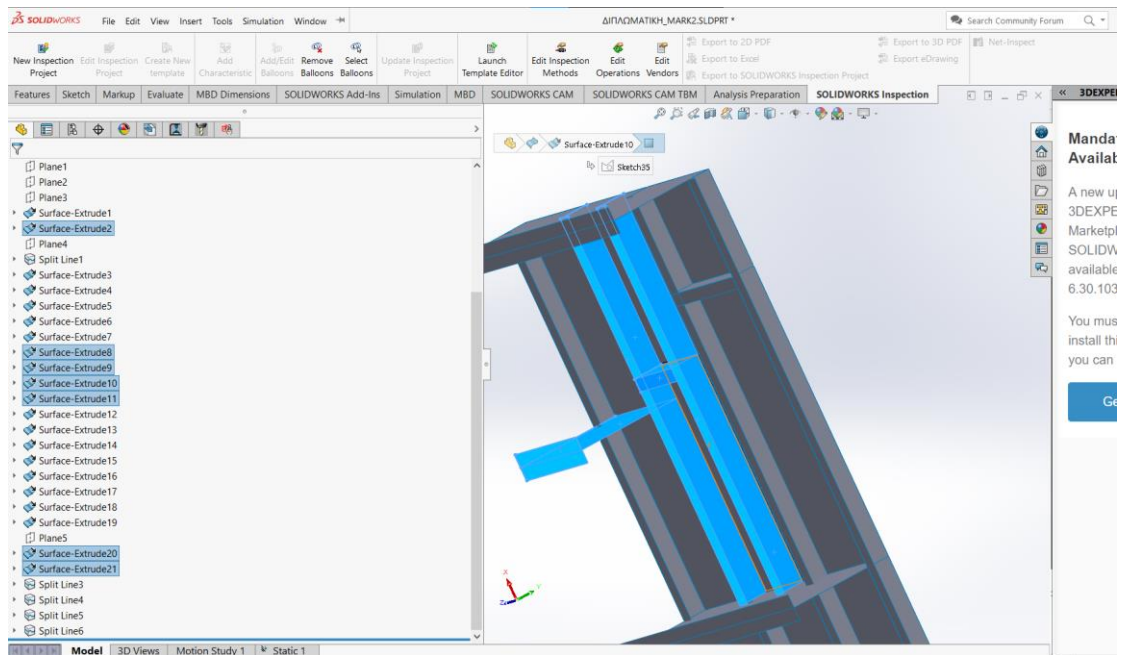 SOLIDWORKS File Edit View Insert Tools Simulation Window ΔΙΠΛΩΜΑΤΙΚΗ_MARK2.SLDPRT * Search Community Forum
New Inspection Project
Edit Inspection Project
Create New template
Add Characteristic
Add/Edit Balloons
Remove Balloons
Select Balloons
Update Inspection Project
Launch Template Editor
Edit Inspection Methods
Edit Operations
Edit Vendors
Export to 2D PDF
Export to Excel
Export to SOLIDWORKS Inspection Project
Export to 3D PDF
Export eDrawing
Net-Inspect
Features Sketch Markup Evaluate MBD Dimensions SOLIDWORKS Add-Ins Simulation MBD SOLIDWORKS CAM SOLIDWORKS CAM TBM Analysis Preparation SOLIDWORKS Inspection
Surface-Extrude10
Sketch35
Plane1
Plane2
Plane3
Surface-Extrude1
Surface-Extrude2
Plane4
Split Line1
Surface-Extrude3
Surface-Extrude4
Surface-Extrude5
Surface-Extrude6
Surface-Extrude7
Surface-Extrude8
Surface-Extrude9
Surface-Extrude10
Surface-Extrude11
Surface-Extrude12
Surface-Extrude13
Surface-Extrude14
Surface-Extrude15
Surface-Extrude16
Surface-Extrude17
Surface-Extrude18
Surface-Extrude19
Plane5
Surface-Extrude20
Surface-Extrude21
Split Line3
Split Line4
Split Line5
Split Line6
X
Y
Z
Model 3D Views Motion Study 1 Static 1
3DEXPE
Manda
Availab
A new u
3DEXPE
Marketpl
SOLIDW
available
6.30.103
You mus
install thi
you can
Ge